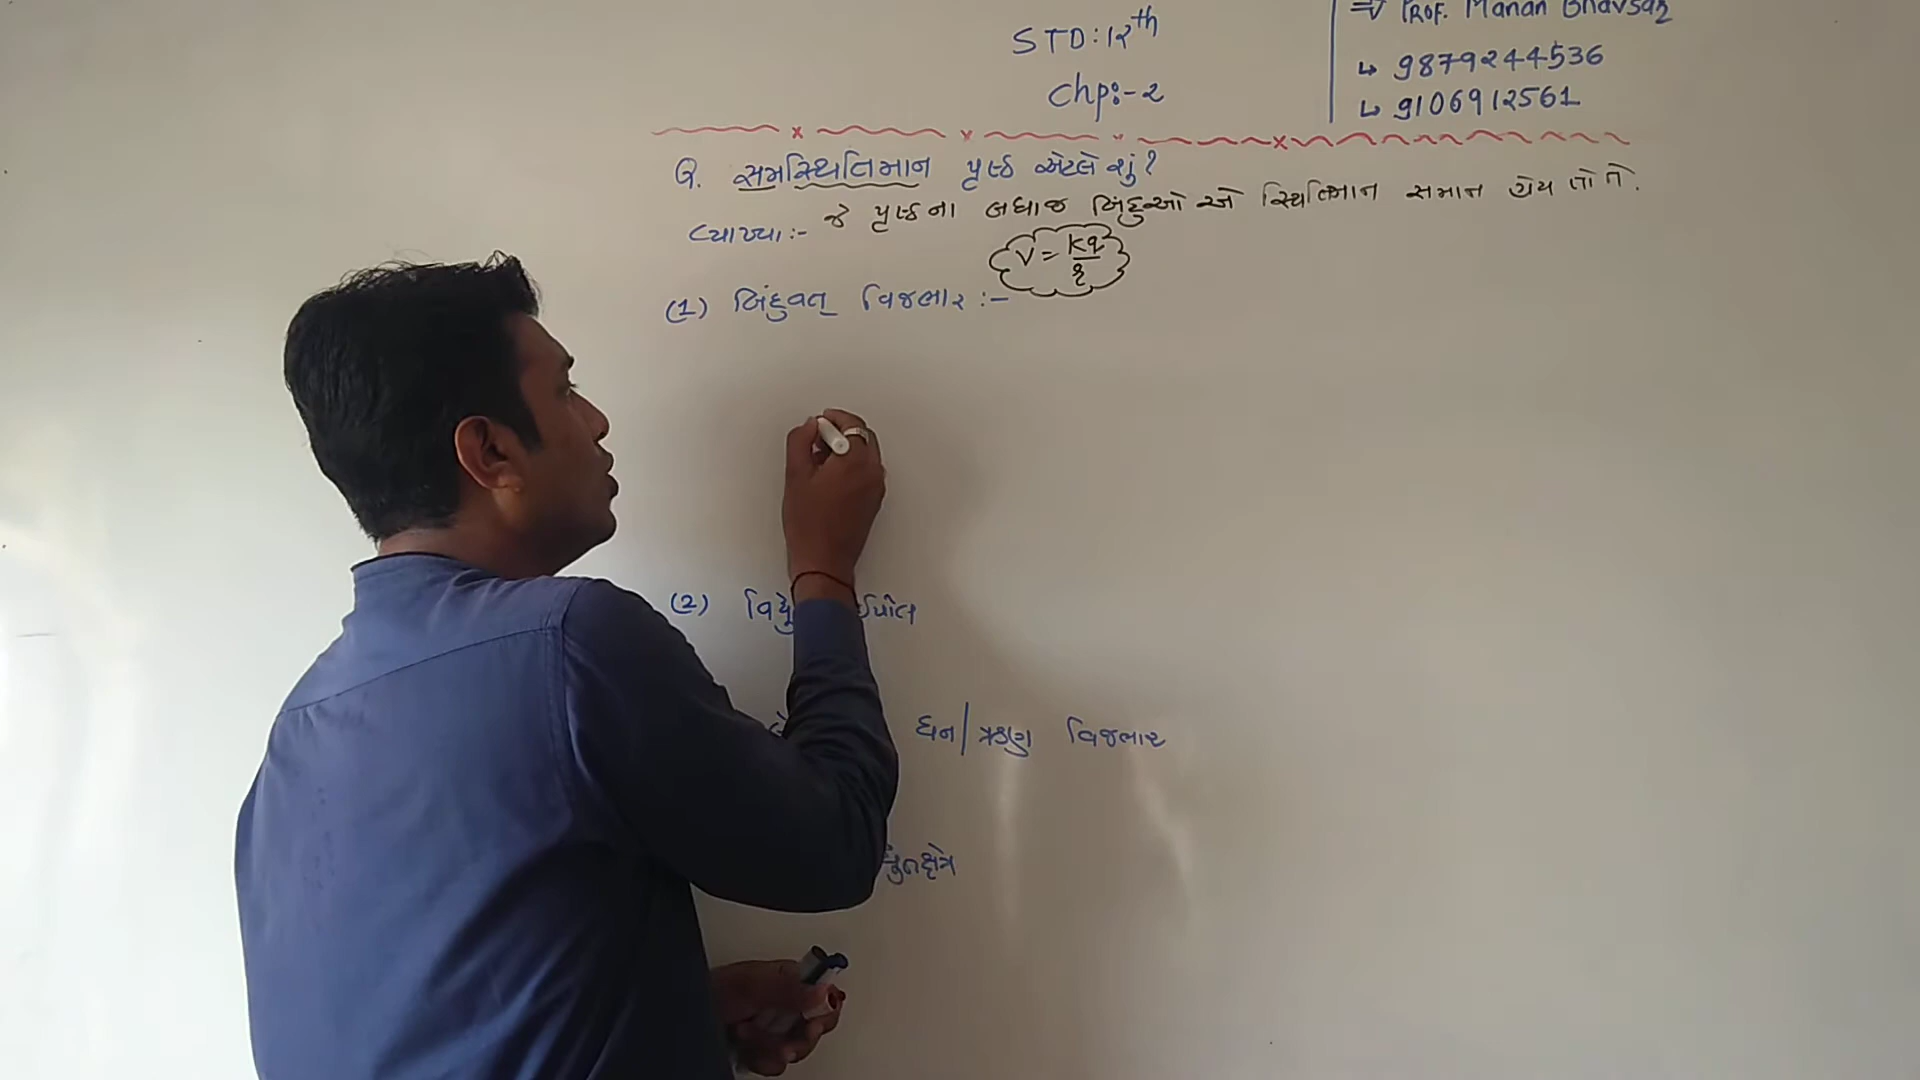 STD:12th
Chp:-2
⇒ Prof. Manan Bhavsar
↳ 9879244536
↳ 9106912561
Q. સમસ્થિતિમાન પૃષ્ઠ એટલે શું?
વ્યાખ્યા:- જે પૃષ્ઠના બધાજ બિંદુઓએ સ્થિતિમાન સમાન હોય તો તે.
V = kq/r
(1) બિંદુવત્ વિજભાર :-
(2)
ધન/ઋણ વિજભાર